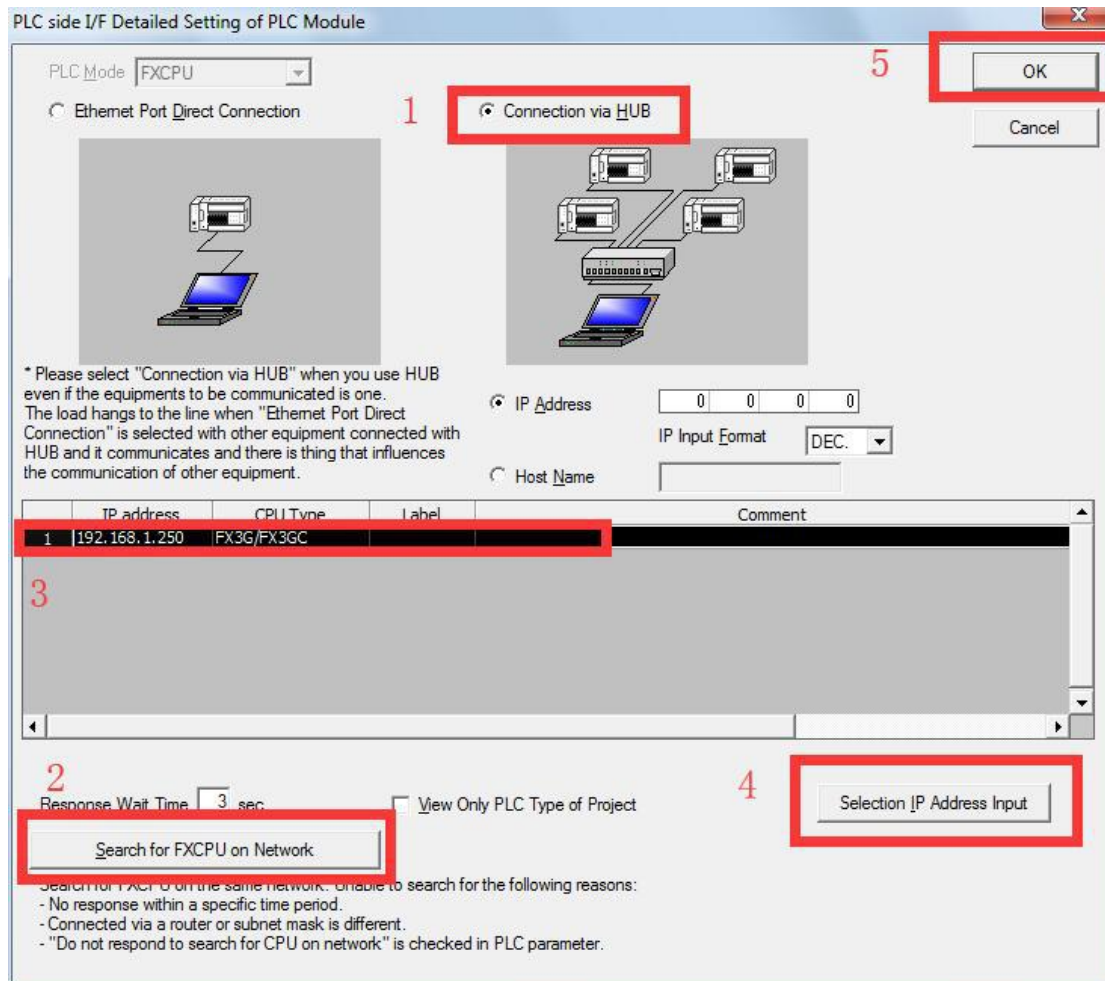 PLC side I/F Detailed Setting of PLC Module
x
5
PLC Mode FXCPU
OK
Ethernet Port Direct Connection
1
Connection via HUB
Cancel
* Please select "Connection via HUB" when you use HUB
even if the equipments to be communicated is one.
The load hangs to the line when "Ethernet Port Direct
Connection" is selected with other equipment connected with
HUB and it communicates and there is thing that influences
the communication of other equipment.
IP Address 0 0 0 0
IP Input Format DEC.
Host Name
IP address CPU Type Label Comment
1 192.168.1.250 FX3G/FX3GC
3
2
4
Response Wait Time 3 sec
View Only PLC Type of Project
Selection IP Address Input
Search for FXCPU on Network
Search for FXCPU on the same network. Unable to search for the following reasons:
- No response within a specific time period.
- Connected via a router or subnet mask is different.
- "Do not respond to search for CPU on network" is checked in PLC parameter.